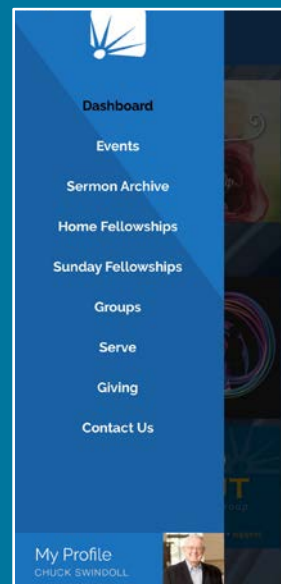 Dashboard
Events
Sermon Archive
Home Fellowships
Sunday Fellowships
Groups
Serve
Giving
Contact Us
My Profile
CHUCK SWINDOLL